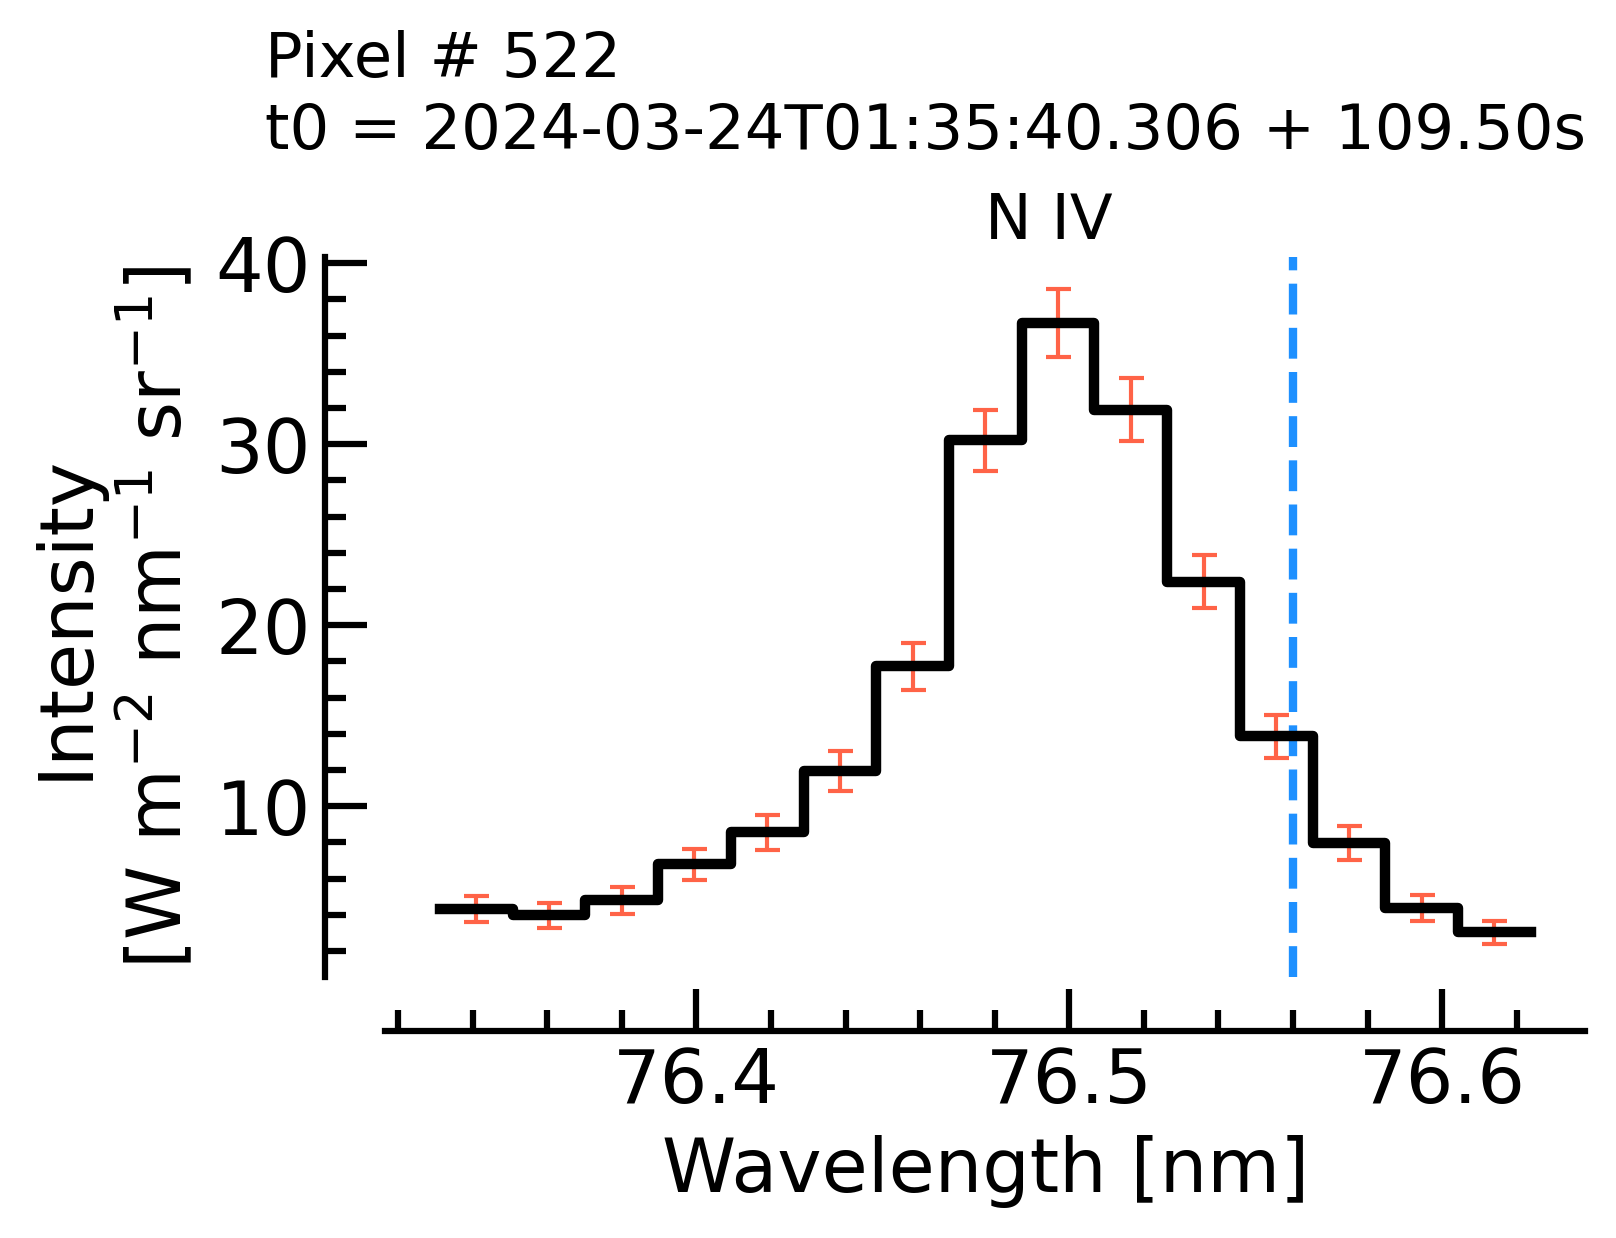 Pixel # 522
t0 = 2024-03-24T01:35:40.306 + 109.50s
N IV
40
30
20
10
Intensity
[W m⁻² nm⁻¹ sr⁻¹]
76.4 76.5 76.6
Wavelength [nm]